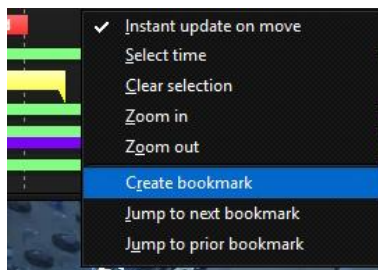 Instant update on move
Select time
Clear selection
Zoom in
Zoom out
Create bookmark
Jump to next bookmark
Jump to prior bookmark